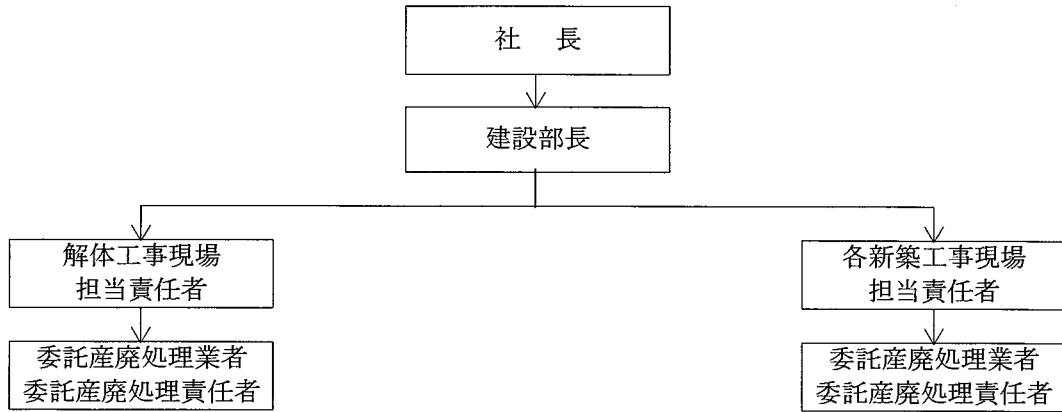 社 長
建設部長
解体工事現場
担当責任者
各新築工事現場
担当責任者
委託産廃処理業者
委託産廃処理責任者
委託産廃処理業者
委託産廃処理責任者